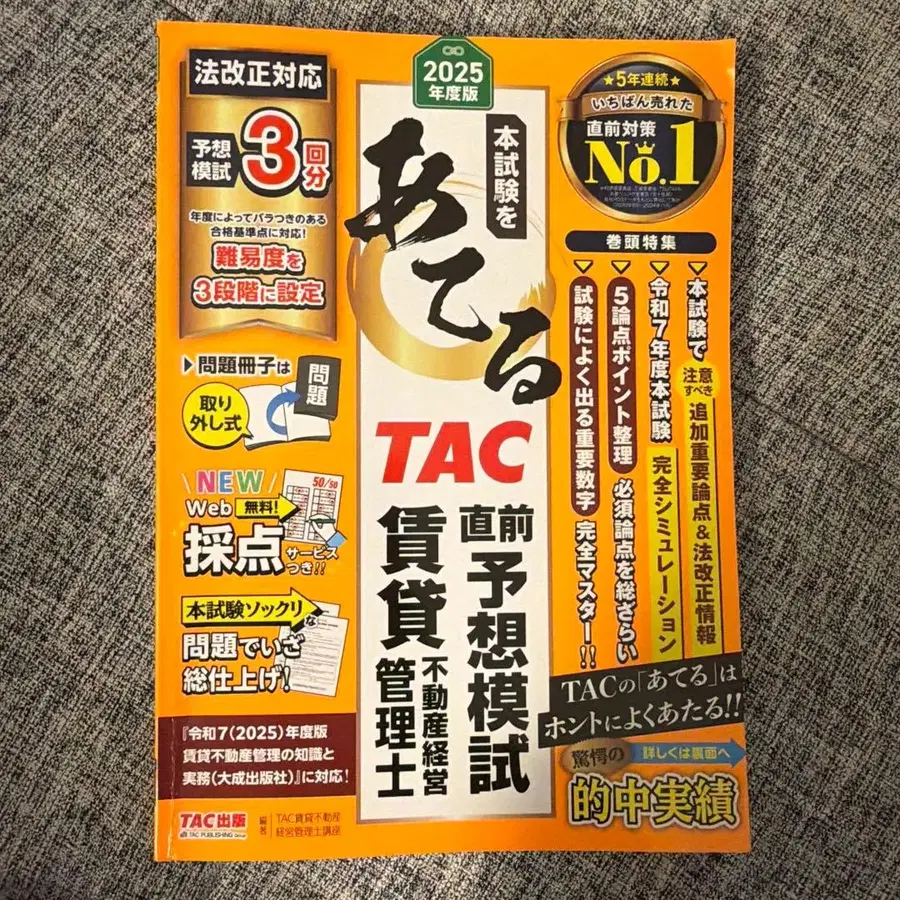 2025
年度版
法改正対応
予想
模試
3回分
年度によってバラつきのある
合格基準点に対応!
難易度を
3段階に設定
問題冊子は
取り
外し式
問題
NEW
Web 無料!
採点サービス
つき!!
50/50
本試験ソックリな
問題でいざ
総仕上げ!
『令和7(2025)年度版
賃貸不動産管理の知識と
実務(大成出版社)』に対応!
TAC出版
TAC PUBLISHING Group
編著
TAC賃貸不動産
経営管理士講座
本試験を
あてる
TAC
直前予想模試
賃貸不動産経営管理士
★5年連続★
いちばん売れた
直前対策
No.1
巻頭特集
本試験で注意すべき追加重要論点&法改正情報
令和7年度本試験 完全シミュレーション
5論点ポイント整理 必須論点を総ざらい
試験によく出る重要数字 完全マスター!!
TACの「あてる」は
ホントによくあたる!!
驚愕の
詳しくは裏面へ
的中実績